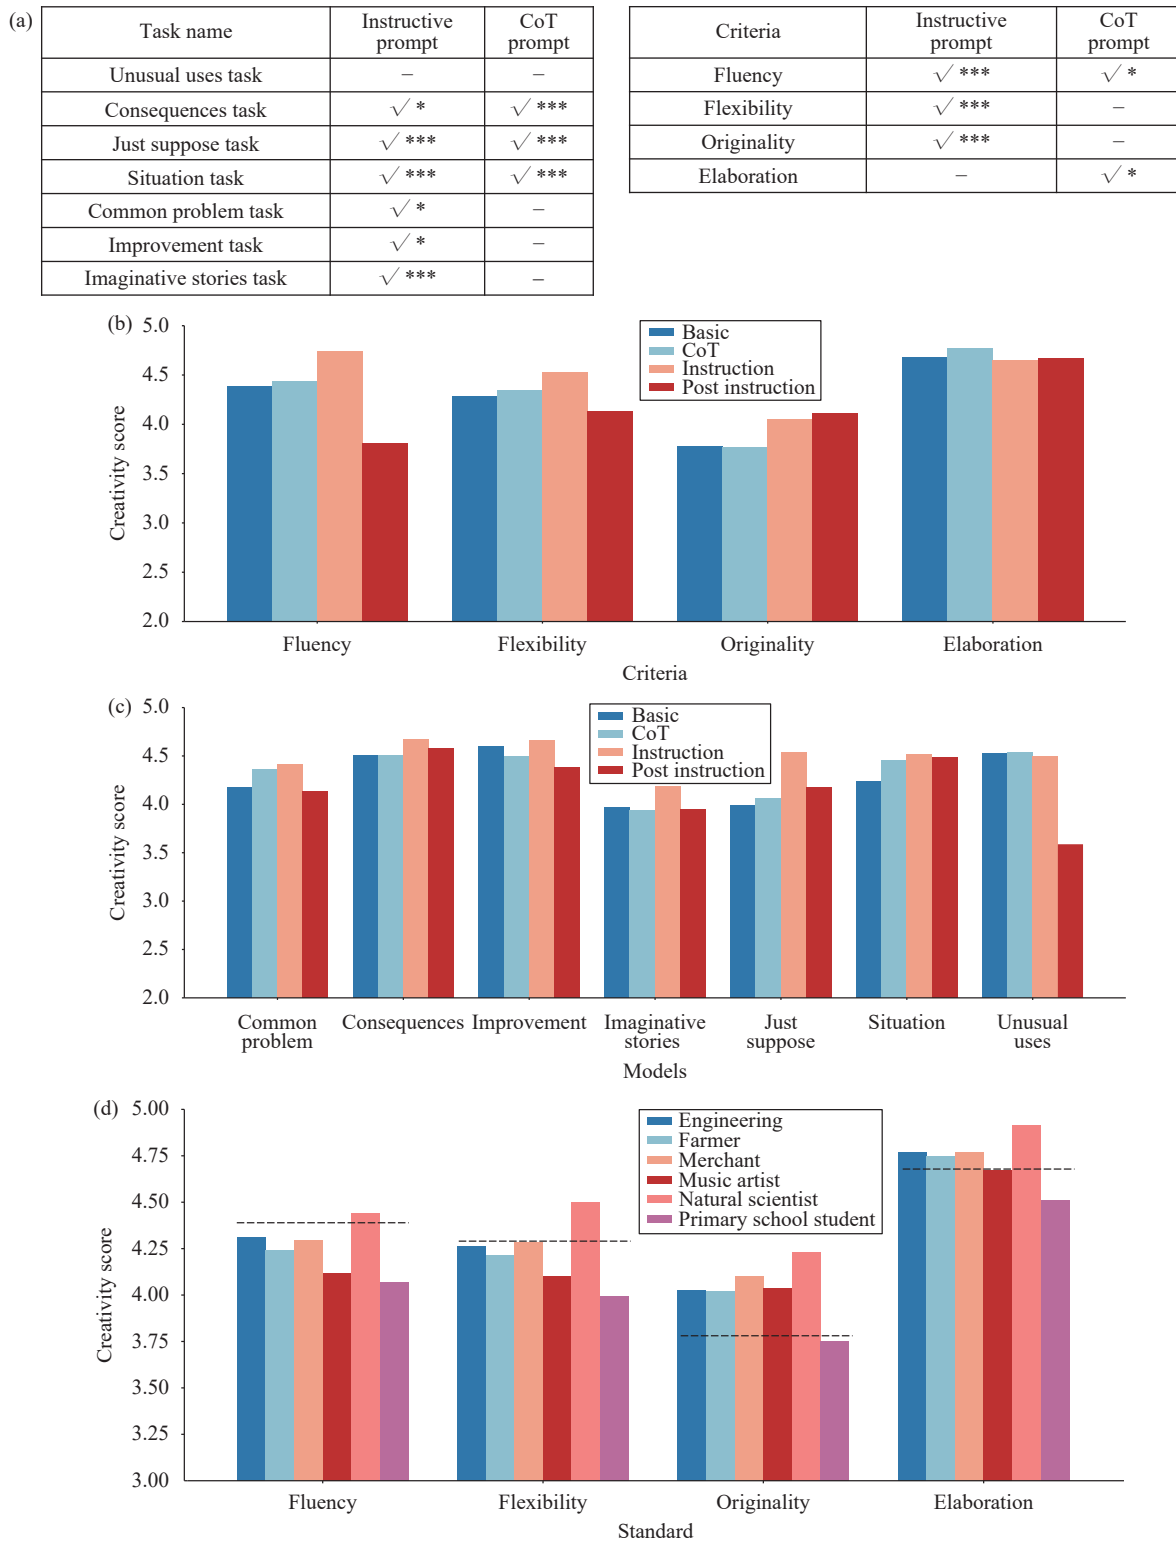 (a)
Task name Instructive prompt CoT prompt
Unusual uses task – –
Consequences task √ * √ ***
Just suppose task √ *** √ ***
Situation task √ *** √ ***
Common problem task √ * –
Improvement task √ * –
Imaginative stories task √ *** –
Criteria Instructive prompt CoT prompt
Fluency √ *** √ *
Flexibility √ *** –
Originality √ *** –
Elaboration – √ *
(b)
Creativity score
5.0
4.5
4.0
3.5
3.0
2.5
2.0
Basic
CoT
Instruction
Post instruction
Fluency Flexibility Originality Elaboration
Criteria
(c)
Creativity score
5.0
4.5
4.0
3.5
3.0
2.5
2.0
Basic
CoT
Instruction
Post instruction
Common problem Consequences Improvement Imaginative stories Just suppose Situation Unusual uses
Models
(d)
Creativity score
5.00
4.75
4.50
4.25
4.00
3.75
3.50
3.25
3.00
Engineering
Farmer
Merchant
Music artist
Natural scientist
Primary school student
Fluency Flexibility Originality Elaboration
Standard